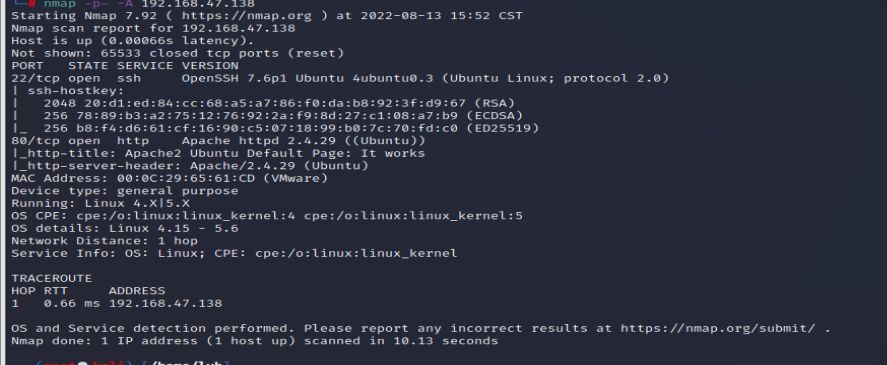 └─# nmap -p- -A 192.168.47.138
Starting Nmap 7.92 ( https://nmap.org ) at 2022-08-13 15:52 CST
Nmap scan report for 192.168.47.138
Host is up (0.00066s latency).
Not shown: 65533 closed tcp ports (reset)
PORT   STATE SERVICE VERSION
22/tcp open  ssh     OpenSSH 7.6p1 Ubuntu 4ubuntu0.3 (Ubuntu Linux; protocol 2.0)
| ssh-hostkey:
|   2048 20:d1:ed:84:cc:68:a5:a7:86:f0:da:b8:92:3f:d9:67 (RSA)
|   256 78:89:b3:a2:75:12:76:92:2a:f9:8d:27:c1:08:a7:b9 (ECDSA)
|_  256 b8:f4:d6:61:cf:16:90:c5:07:18:99:b0:7c:70:fd:c0 (ED25519)
80/tcp open  http    Apache httpd 2.4.29 ((Ubuntu))
|_http-title: Apache2 Ubuntu Default Page: It works
|_http-server-header: Apache/2.4.29 (Ubuntu)
MAC Address: 00:0C:29:65:61:CD (VMware)
Device type: general purpose
Running: Linux 4.X|5.X
OS CPE: cpe:/o:linux:linux_kernel:4 cpe:/o:linux:linux_kernel:5
OS details: Linux 4.15 - 5.6
Network Distance: 1 hop
Service Info: OS: Linux; CPE: cpe:/o:linux:linux_kernel
TRACEROUTE
HOP RTT     ADDRESS
1   0.66 ms 192.168.47.138
OS and Service detection performed. Please report any incorrect results at https://nmap.org/submit/ .
Nmap done: 1 IP address (1 host up) scanned in 10.13 seconds